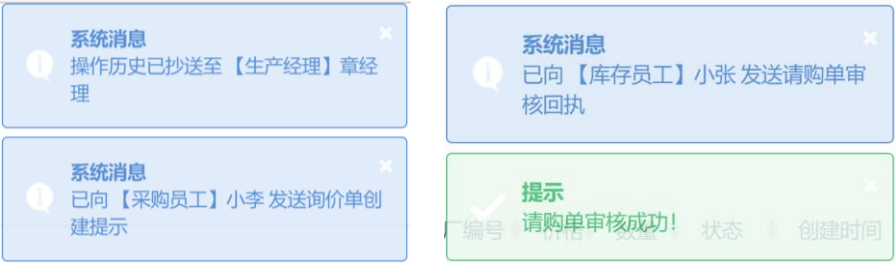 系统消息
操作历史已抄送至 【生产经理】章经
理
系统消息
已向 【采购员工】小李 发送询价单创
建提示
系统消息
已向 【库存员工】小张 发送请购单审
核回执
提示
请购单审核成功！
编号 价格 数量 状态 创建时间